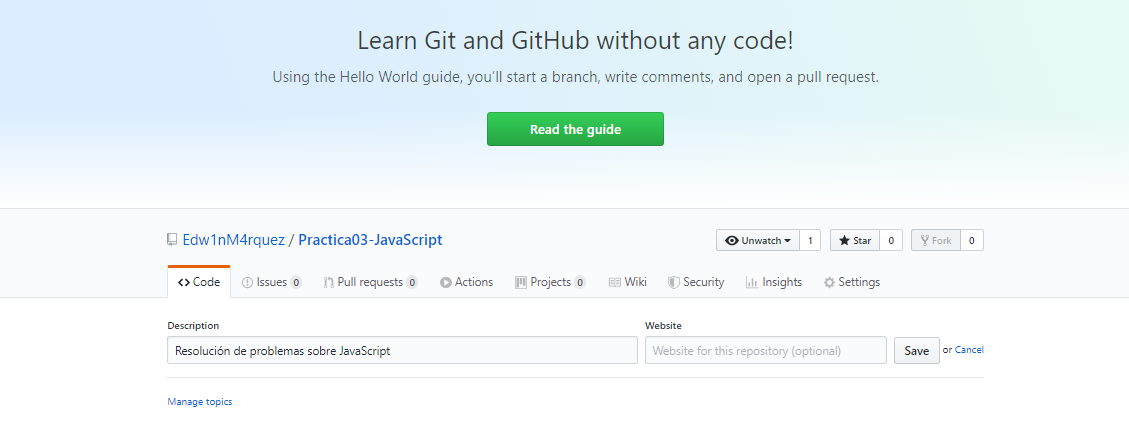 Learn Git and GitHub without any code!
Using the Hello World guide, you’ll start a branch, write comments, and open a pull request.
Read the guide
Edw1nM4rquez / Practica03-JavaScript
Unwatch 1 Star 0 Fork 0
Code Issues 0 Pull requests 0 Actions Projects 0 Wiki Security Insights Settings
Description Website
Resolución de problemas sobre JavaScript Website for this repository (optional) Save or Cancel
Manage topics